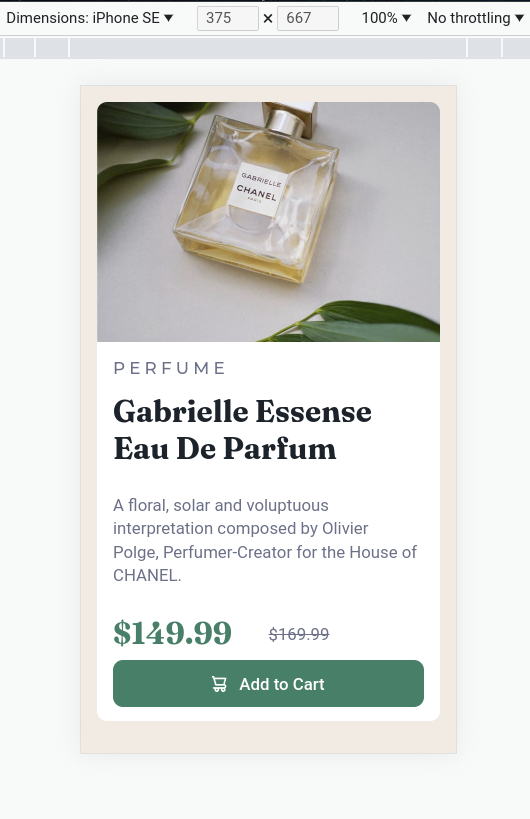 Dimensions: iPhone SE ▼ 375 × 667 100% ▼ No throttling ▼
GABRIELLE
CHANEL
PARIS
PERFUME
Gabrielle Essense
Eau De Parfum
A floral, solar and voluptuous
interpretation composed by Olivier
Polge, Perfumer-Creator for the House of
CHANEL.
$149.99 $169.99
Add to Cart